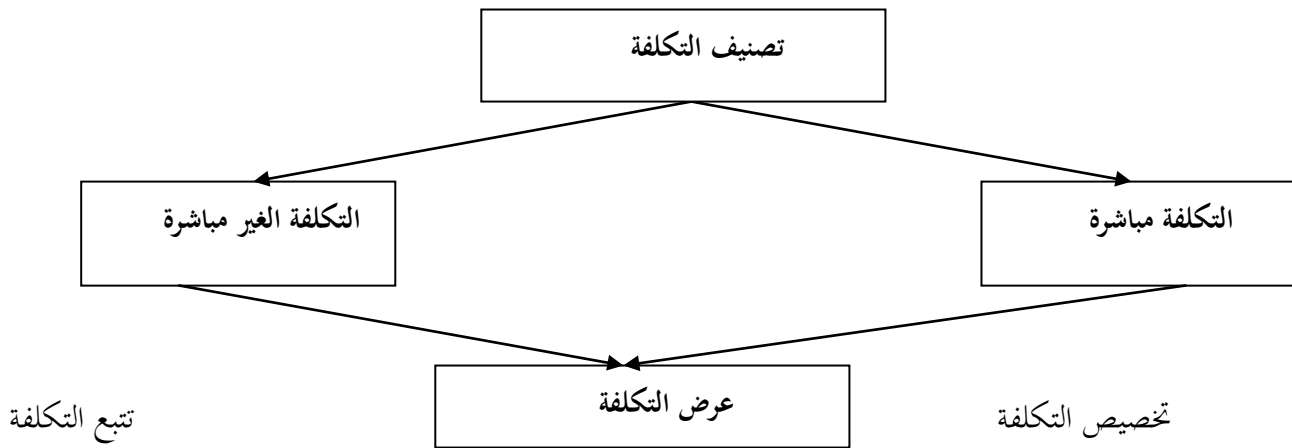 تصنيف التكلفة
التكلفة مباشرة
التكلفة الغير مباشرة
عرض التكلفة
تخصيص التكلفة
تتبع التكلفة